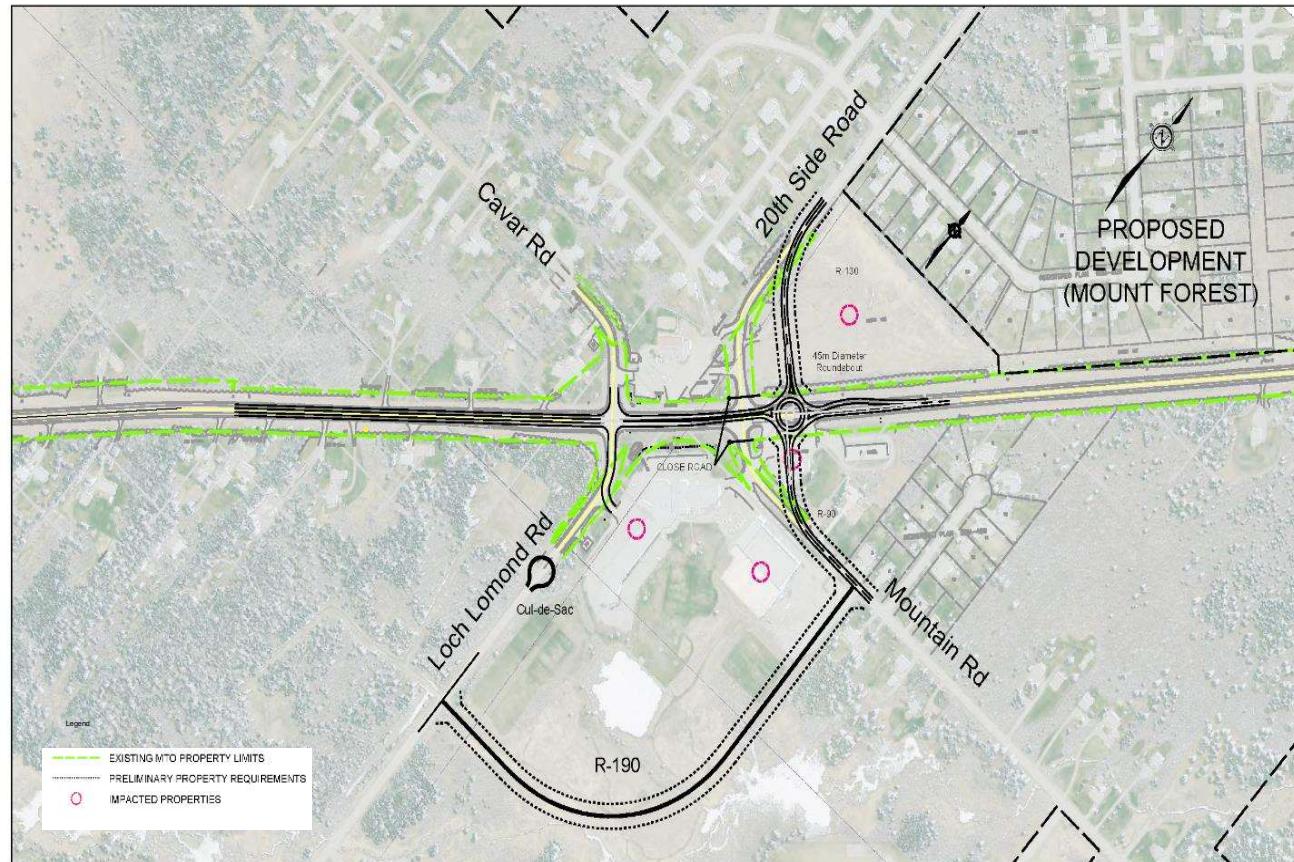 20th Side Road
Cavar Rd
PROPOSED
DEVELOPMENT
(MOUNT FOREST)
R-130
45m Diameter
Roundabout
CLOSE ROAD
R-90
Loch Lomond Rd
Cul-de-Sac
Mountain Rd
R-190
Legend
EXISTING MTO PROPERTY LIMITS
PRELIMINARY PROPERTY REQUIREMENTS
IMPACTED PROPERTIES